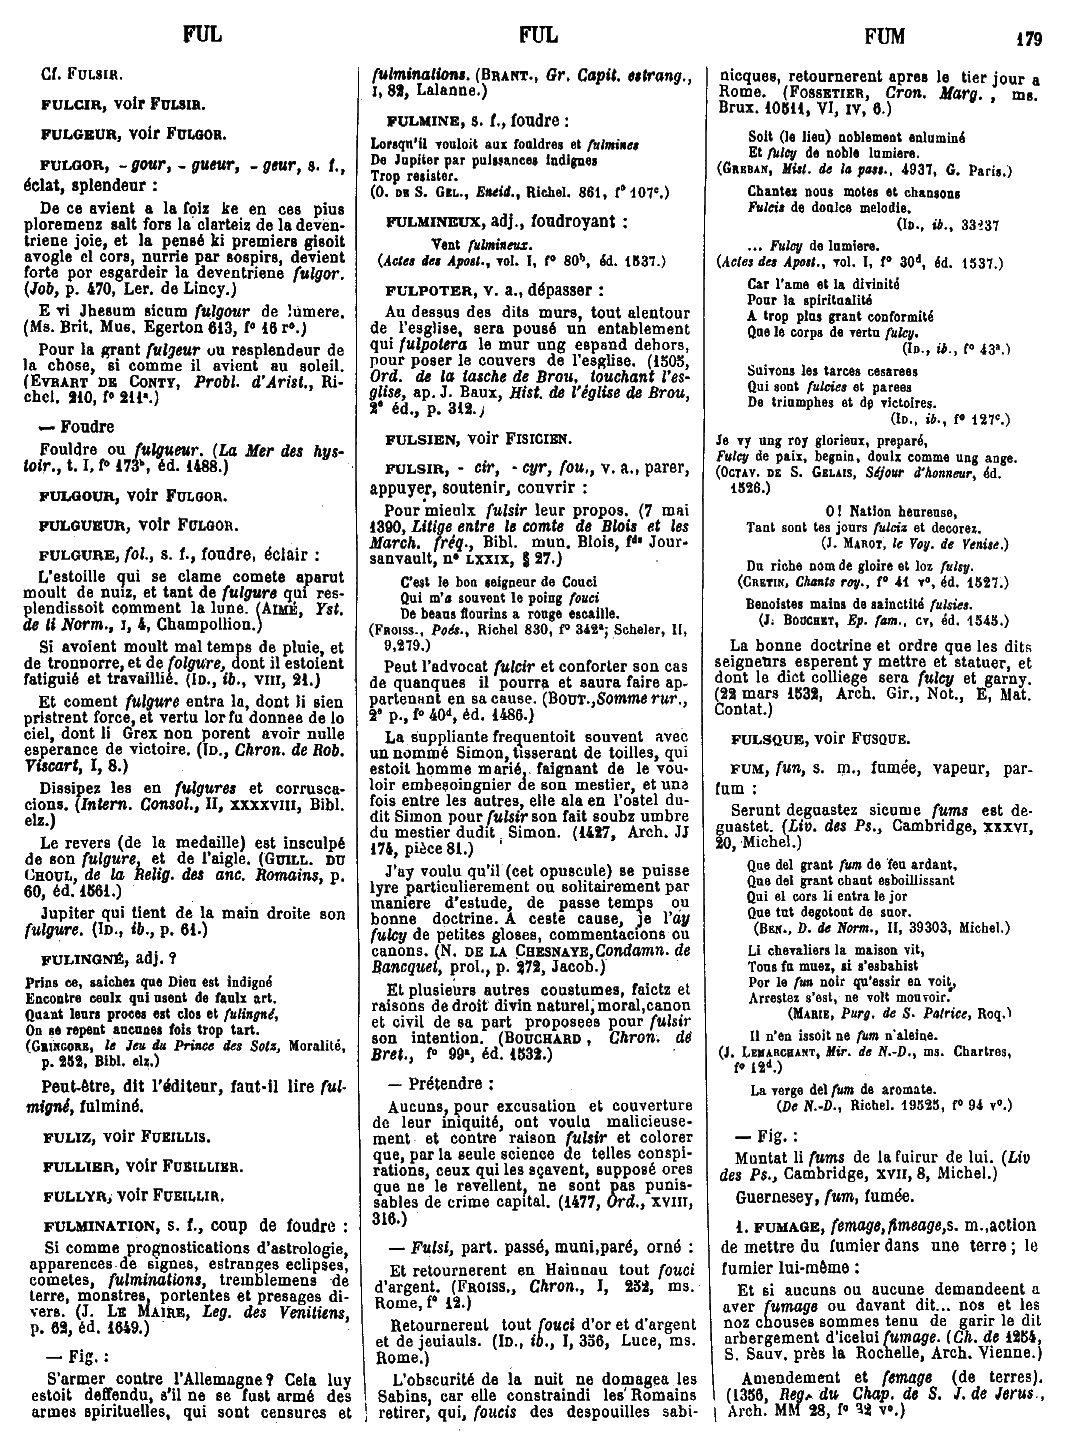 FUL FUL FUM 179
Cf. FULSIR.
FULCIR, voir FULSIR.
FULGEUR, voir FULGOR.
FULGOR, - gour, - gueur, - geur, s. f.,
éclat, splendeur :
De ce avient a la foiz ke en ces pius
ploremenz salt fors la clarteiz de la deven-
triene joie, et la pensé ki premiers gisoit
avogle el cors, nurrie par sospirs, devient
forte por esgardeir la deventriene fulgor.
(Job, p. 470, Ler. de Lincy.)
E vi Jhesum sicum fulgour de lumere.
(Ms. Brit. Mus. Egerton 613, f° 16 r°.)
Pour la grant fulgeur ou resplendeur de
la chose, si comme il avient au soleil.
(EVRART DE CONTY, Probl. d'Arist., Ri-
chel. 210, f° 211ª.)
— Foudre
Fouldre ou fulgueur. (La Mer des hys-
toir., t. I, f° 173ᵇ, éd. 1488.)
FULGOUR, voir FULGOR.
FULGUEUR, voir FULGOR.
FULGURE, fol., s. f., foudre, éclair :
L'estoille qui se clame comete aparut
moult de nuiz, et tant de fulgure qui res-
plendissoit comment la lune. (AIMÉ, Yst.
de li Norm., I, 4, Champollion.)
Si avoient moult mal temps de pluie, et
de tronnorre, et de folgure, dont il estoient
fatiguié et travaillié. (ID., ib., VIII, 21.)
Et coment fulgure entra la, dont li sien
pristrent force, et vertu lor fu donnee de lo
ciel, dont li Grex non porent avoir nulle
esperance de victoire. (ID., Chron. de Rob.
Viscart, I, 8.)
Dissipez les en fulgures et corrusca-
cions. (Intern. Consol., II, XXXXVIII, Bibl.
elz.)
Le revers (de la medaille) est insculpé
de son fulgure, et de l'aigle. (GUILL. DU
CHOUL, de la Relig. des anc. Romains, p.
60, éd. 1561.)
Jupiter qui tient de la main droite son
fulgure. (ID., ib., p. 61.)
FULINGNÉ, adj. ?
Prins ce, saichez que Dieu est indigné
Encontre ceulx qui usent de faulx art.
Quant leurs proces est clos et fulingné,
On se repent aucunes fois trop tart.
(GRINGORE, le Jeu du Prince des Sotz, Moralité,
p. 252, Bibl. elz.)
Peut-être, dit l'éditeur, faut-il lire ful-
migné, fulminé.
FULIZ, voir FUEILLIS.
FULLIER, voir FUEILLIER.
FULLYR, voir FUEILLIR.
FULMINATION, s. f., coup de foudre :
Si comme prognostications d'astrologie,
apparences de signes, estranges eclipses,
cometes, fulminations, tremblemens de
terre, monstres, portentes et presages di-
vers. (J. LE MAIRE, Leg. des Venitiens,
p. 62, éd. 1649.)
— Fig. :
S'armer contre l'Allemagne? Cela luy
estoit deffendu, s'il ne se fust armé des
armes spirituelles, qui sont censures et
fulminations. (BRANT., Gr. Capit. estrang.,
I, 82, Lalanne.)
FULMINE, s. f., foudre :
Lorsqu'il vouloit aux fouldres et fulmines
De Jupiter par puissances indignes
Trop resister.
(O. DE S. GEL., Eneid., Richel. 861, f° 107ᶜ.)
FULMINEUX, adj., foudroyant :
Vent fulmineux.
(Actes des Apost., vol. I, f° 80ᵇ, éd. 1537.)
FULPOTER, v. a., dépasser :
Au dessus des dits murs, tout alentour
de l'esglise, sera pousé un entablement
qui fulpotera le mur ung espand dehors,
pour poser le couvers de l'esglise. (1505,
Ord. de la tasche de Brou, touchant l'es-
glise, ap. J. Baux, Hist. de l'église de Brou,
2ᵉ éd., p. 312.)
FULSIEN, voir FISICIEN.
FULSIR, - cir, - cyr, fou., v. a., parer,
appuyer, soutenir, couvrir :
Pour mieulx fulsir leur propos. (7 mai
1390, Litige entre le comte de Blois et les
March. fréq., Bibl. mun. Blois, fᵈˢ Jour-
sanvault, n° LXXIX, § 27.)
C'est le bon seigneur de Couci
Qui m'a souvent le poing fouci
De beaus flourins a rouge escaille.
(FROISS., Poés., Richel 830, f° 342ª; Scheler, II,
9,279.)
Peut l'advocat fulcir et conforter son cas
de quanques il pourra et saura faire ap-
partenant en sa cause. (BOUT., Somme rur.,
2ᵉ p., f° 40ᵈ, éd. 1486.)
La suppliante frequentoit souvent avec
un nommé Simon, tisserant de toilles, qui
estoit homme marié, faignant de le vou-
loir embesoingnier de son mestier, et una
fois entre les autres, elle ala en l'ostel du-
dit Simon pour fulsir son fait soubz umbre
du mestier dudit Simon. (1427, Arch. JJ
174, pièce 81.)
J'ay voulu qu'il (cet opuscule) se puisse
lyre particulierement ou solitairement par
maniere d'estude, de passe temps ou
bonne doctrine. A ceste cause, je l'ay
fulcy de petites gloses, commentacions ou
canons. (N. DE LA CHESNAYE, Condamn. de
Bancquet, prol., p. 272, Jacob.)
Et plusieurs autres coustumes, faictz et
raisons de droit divin naturel, moral, canon
et civil de sa part proposees pour fulsir
son intention. (BOUCHARD, Chron. de
Bret., f° 99ª, éd. 1532.)
— Prétendre :
Aucuns, pour excusation et couverture
de leur iniquité, ont voulu malicieuse-
ment et contre raison fulsir et colorer
que, par la seule science de telles conspi-
rations, ceux qui les sçavent, supposé ores
que ne le revellent, ne sont pas punis-
sables de crime capital. (1477, Ord., XVIII,
316.)
— Fulsi, part. passé, muni, paré, orné :
Et retournerent en Hainnau tout fouci
d'argent. (FROISS., Chron., I, 252, ms.
Rome, f° 12.)
Retournereut tout fouci d'or et d'argent
et de jeuiauls. (ID., ib., I, 356, Luce, ms.
Rome.)
L'obscurité de la nuit ne domagea les
Sabins, car elle constraindi les Romains
retirer, qui, foucis des despouilles sabi-
nicques, retournerent apres le tier jour a
Rome. (FOSSETIER, Cron. Marg., ms.
Brux. 10511, VI, IV, 6.)
Soit (le lieu) noblement enluminé
Et fulcy de noble lumiere.
(GREBAN, Mist. de la pass., 4937, G. Paris.)
Chantez nous motes et chansons
Fulcis de doulce melodie.
(ID., ib., 33237
... Fulcy de lumiere.
(Actes des Apost., vol. I, f° 30ᵈ, éd. 1537.)
Car l'ame et la divinité
Pour la spiritualité
A trop plus grant conformité
Que le corps de vertu fulcy.
(ID., ib., f° 43ª.)
Suivons les tarces cesarees
Qui sont fulcies et parees
De triumphes et de victoires.
(ID., ib., f° 127ᶜ.)
Je vy ung roy glorieux, preparé,
Fulcy de paix, begnin, doulx comme ung ange.
(OCTAV. DE S. GELAIS, Séjour d'honneur, éd.
1526.)
O! Nation heureuse,
Tant sont tes jours fulciz et decorez.
(J. MAROT, le Voy. de Venise.)
Du riche nom de gloire et loz fulsy.
(CRETIN, Chants roy., f° 41 v°, éd. 1527.)
Benoistes mains de sainctité fulsies.
(J. BOUCHET, Ep. fam., CV, éd. 1545.)
La bonne doctrine et ordre que les dits
seigneurs esperent y mettre et statuer, et
dont le dict colliege sera fulcy et garny.
(22 mars 1532, Arch. Gir., Not., E, Mat.
Contat.)
FULSQUE, voir FUSQUE.
FUM, fun, s. m., fumée, vapeur, par-
fum :
Serunt deguastez sicume fums est de-
guastet. (Liv. des Ps., Cambridge, XXXVI,
20, Michel.)
Que del grant fum de feu ardant,
Que del grant chaut esboillissant
Qui el cors li entra le jor
Que tut degotout de suor.
(BEN., D. de Norm., II, 39303, Michel.)
Li chevaliers la maison vit,
Tous fu muez, si s'esbahist
Por le fun noir qu'essir en voit,
Arrestez s'est, ne volt mouvoir.
(MARIE, Purg. de S. Patrice, Roq.)
Il n'en issoit ne fum n'aleine.
(J. LEMARCHANT, Mir. de N.-D., ms. Chartres,
f° 12ᵈ.)
La verge del fum de aromate.
(De N.-D., Richel. 19525, f° 94 v°.)
— Fig. :
Muntat li fums de la fuirur de lui. (Liv
des Ps., Cambridge, XVII, 8, Michel.)
Guernesey, fum, fumée.
1. FUMAGE, femage, fimeage, s. m., action
de mettre du fumier dans une terre ; le
fumier lui-même :
Et si aucuns ou aucune demandeent a
aver fumage ou davant dit... nos et les
noz chouses sommes tenu de garir le dit
arbergement d'icelui fumage. (Ch. de 1254,
S. Sauv. près la Rochelle, Arch. Vienne.)
Amendement et femage (de terres).
(1356, Reg. du Chap. de S. J. de Jerus.,
Arch. MM 28, f° 32 v°.)